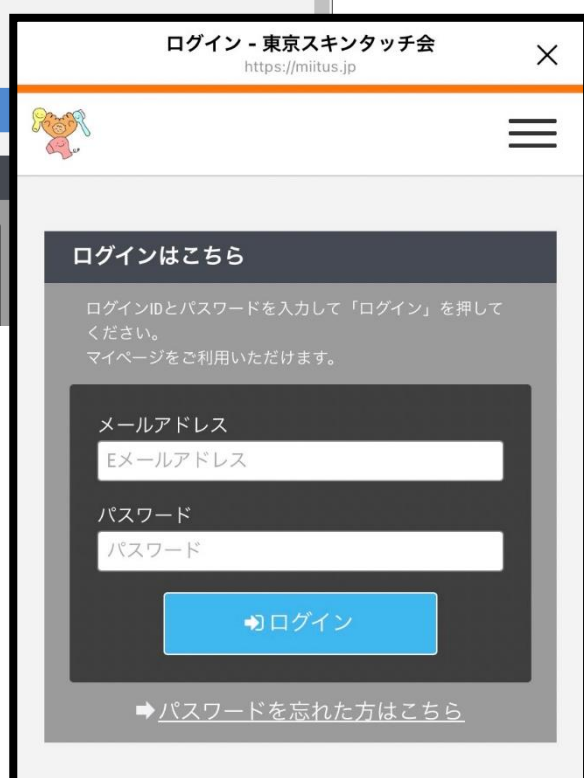 ログイン - 東京スキンタッチ会
https://miitus.jp
ログインはこちら
ログインIDとパスワードを入力して「ログイン」を押して
ください。
マイページをご利用いただけます。
メールアドレス
Eメールアドレス
パスワード
パスワード
ログイン
パスワードを忘れた方はこちら